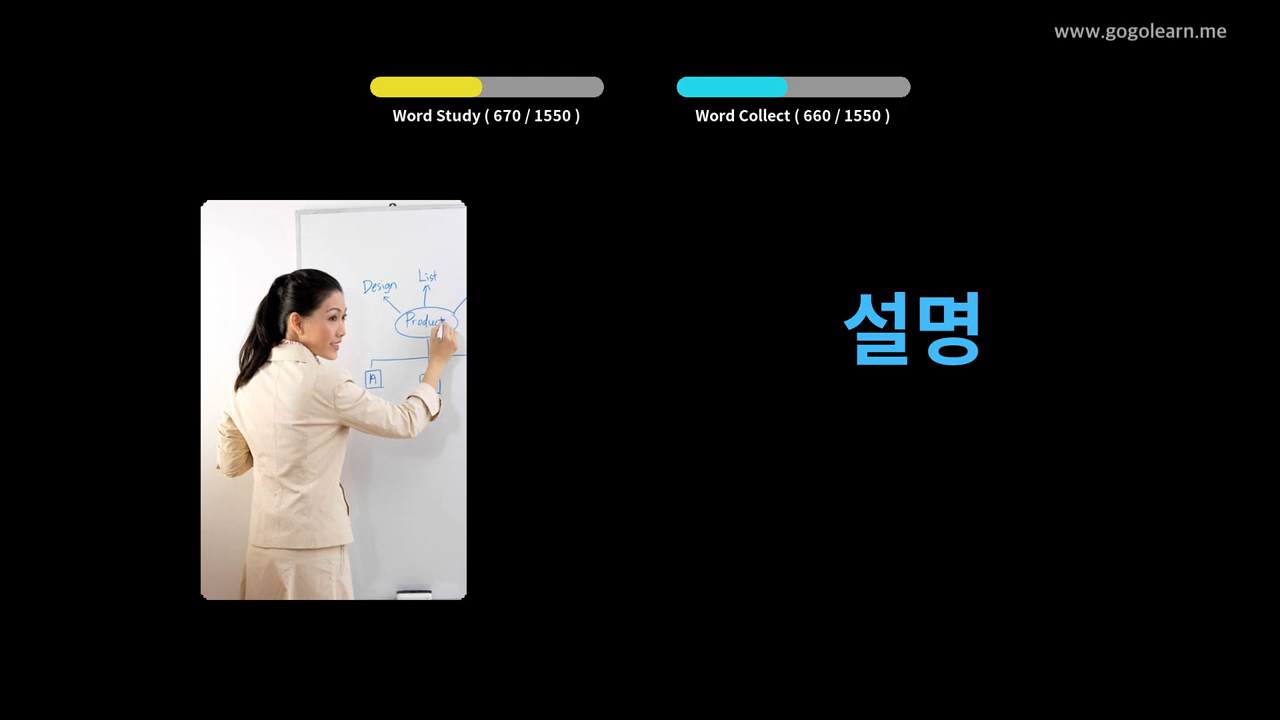 www.gogolearn.me
Word Study ( 670 / 1550 )
Word Collect ( 660 / 1550 )
List
Design
Product
A
설명